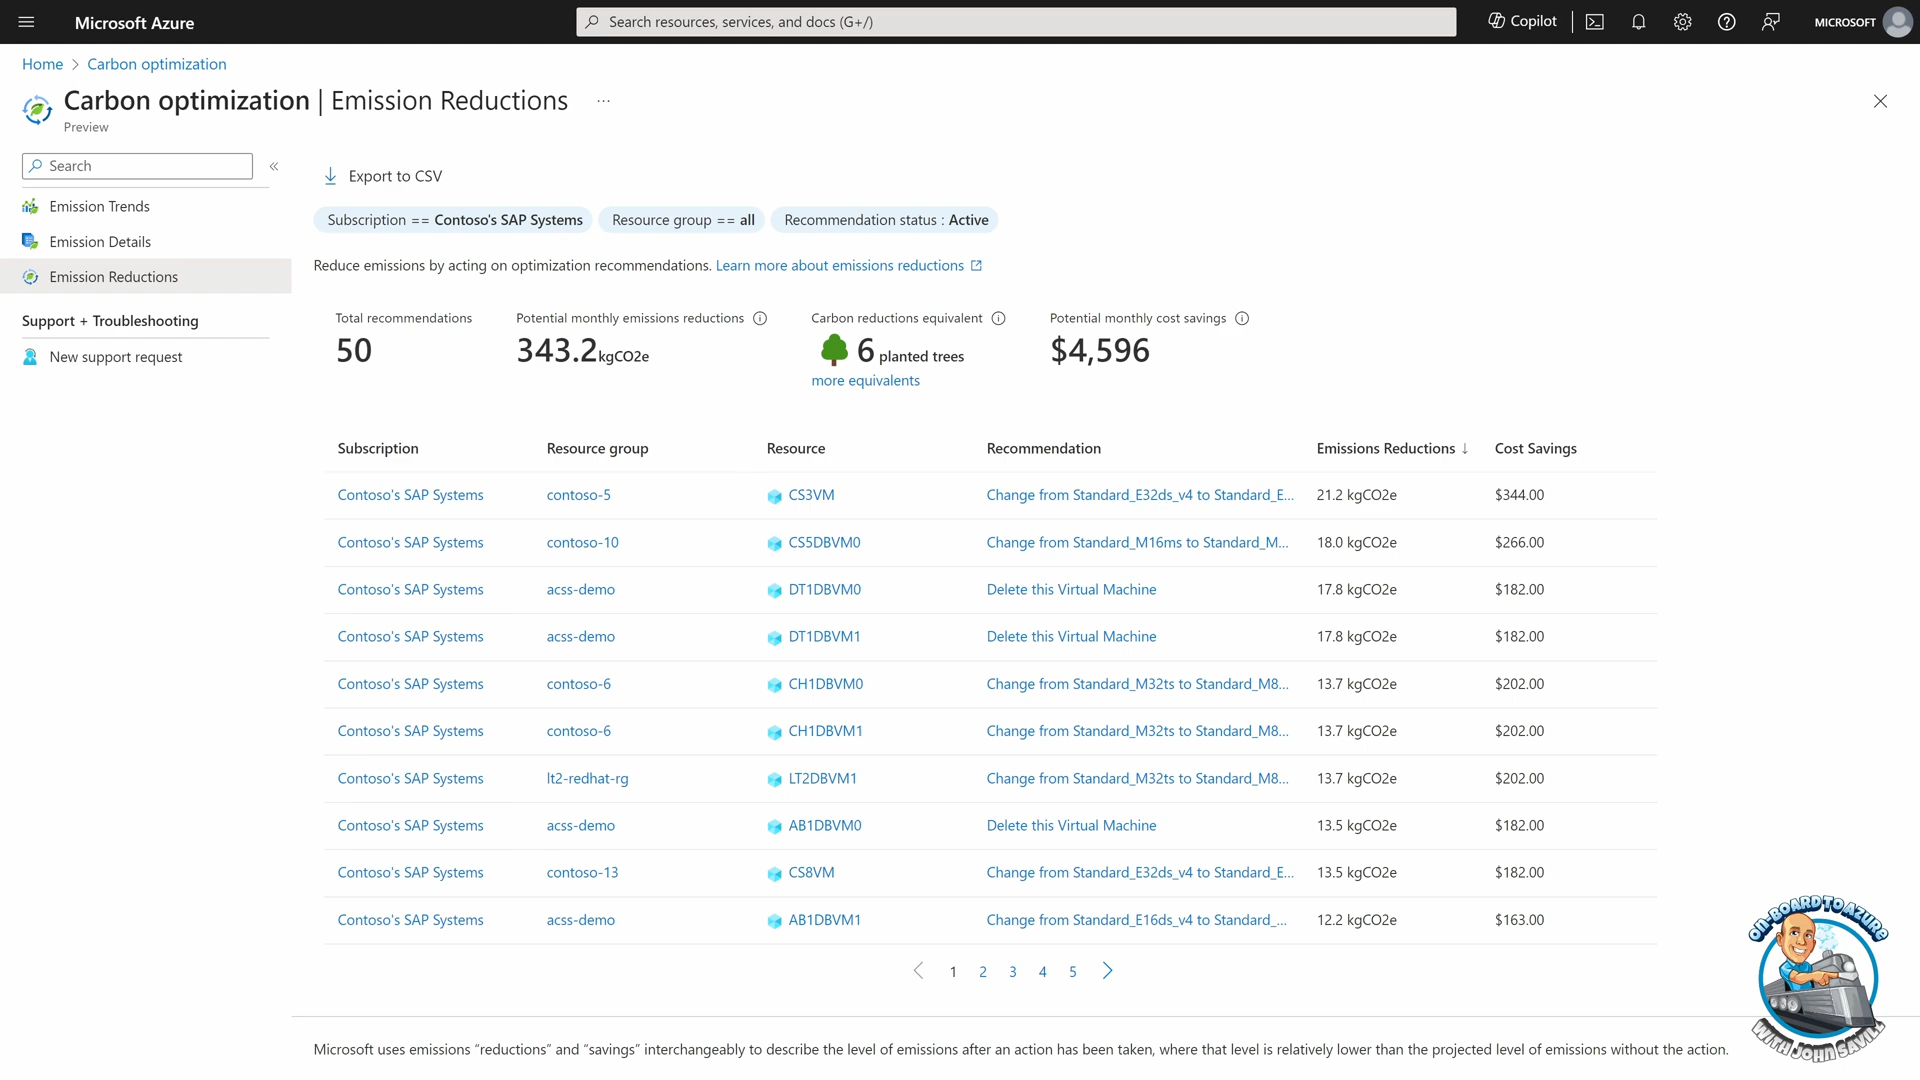 Microsoft Azure
Search resources, services, and docs (G+/)
Copilot
MICROSOFT
Home > Carbon optimization
Carbon optimization | Emission Reductions ...
Preview
Search
«
Emission Trends
Emission Details
Emission Reductions
Support + Troubleshooting
New support request
Export to CSV
Subscription == Contoso's SAP Systems Resource group == all Recommendation status : Active
Reduce emissions by acting on optimization recommendations. Learn more about emissions reductions
Total recommendations Potential monthly emissions reductions Carbon reductions equivalent Potential monthly cost savings
50 343.2kgCO2e 6 planted trees $4,596
more equivalents
Subscription Resource group Resource Recommendation Emissions Reductions ↓ Cost Savings
Contoso's SAP Systems contoso-5 CS3VM Change from Standard_E32ds_v4 to Standard_E... 21.2 kgCO2e $344.00
Contoso's SAP Systems contoso-10 CS5DBVM0 Change from Standard_M16ms to Standard_M... 18.0 kgCO2e $266.00
Contoso's SAP Systems acss-demo DT1DBVM0 Delete this Virtual Machine 17.8 kgCO2e $182.00
Contoso's SAP Systems acss-demo DT1DBVM1 Delete this Virtual Machine 17.8 kgCO2e $182.00
Contoso's SAP Systems contoso-6 CH1DBVM0 Change from Standard_M32ts to Standard_M8... 13.7 kgCO2e $202.00
Contoso's SAP Systems contoso-6 CH1DBVM1 Change from Standard_M32ts to Standard_M8... 13.7 kgCO2e $202.00
Contoso's SAP Systems lt2-redhat-rg LT2DBVM1 Change from Standard_M32ts to Standard_M8... 13.7 kgCO2e $202.00
Contoso's SAP Systems acss-demo AB1DBVM0 Delete this Virtual Machine 13.5 kgCO2e $182.00
Contoso's SAP Systems contoso-13 CS8VM Change from Standard_E32ds_v4 to Standard_E... 13.5 kgCO2e $182.00
Contoso's SAP Systems acss-demo AB1DBVM1 Change from Standard_E16ds_v4 to Standard_... 12.2 kgCO2e $163.00
1 2 3 4 5
ON-BOARD TO AZURE
WITH JOHN SAVILL
Microsoft uses emissions “reductions” and “savings” interchangeably to describe the level of emissions after an action has been taken, where that level is relatively lower than the projected level of emissions without the action.